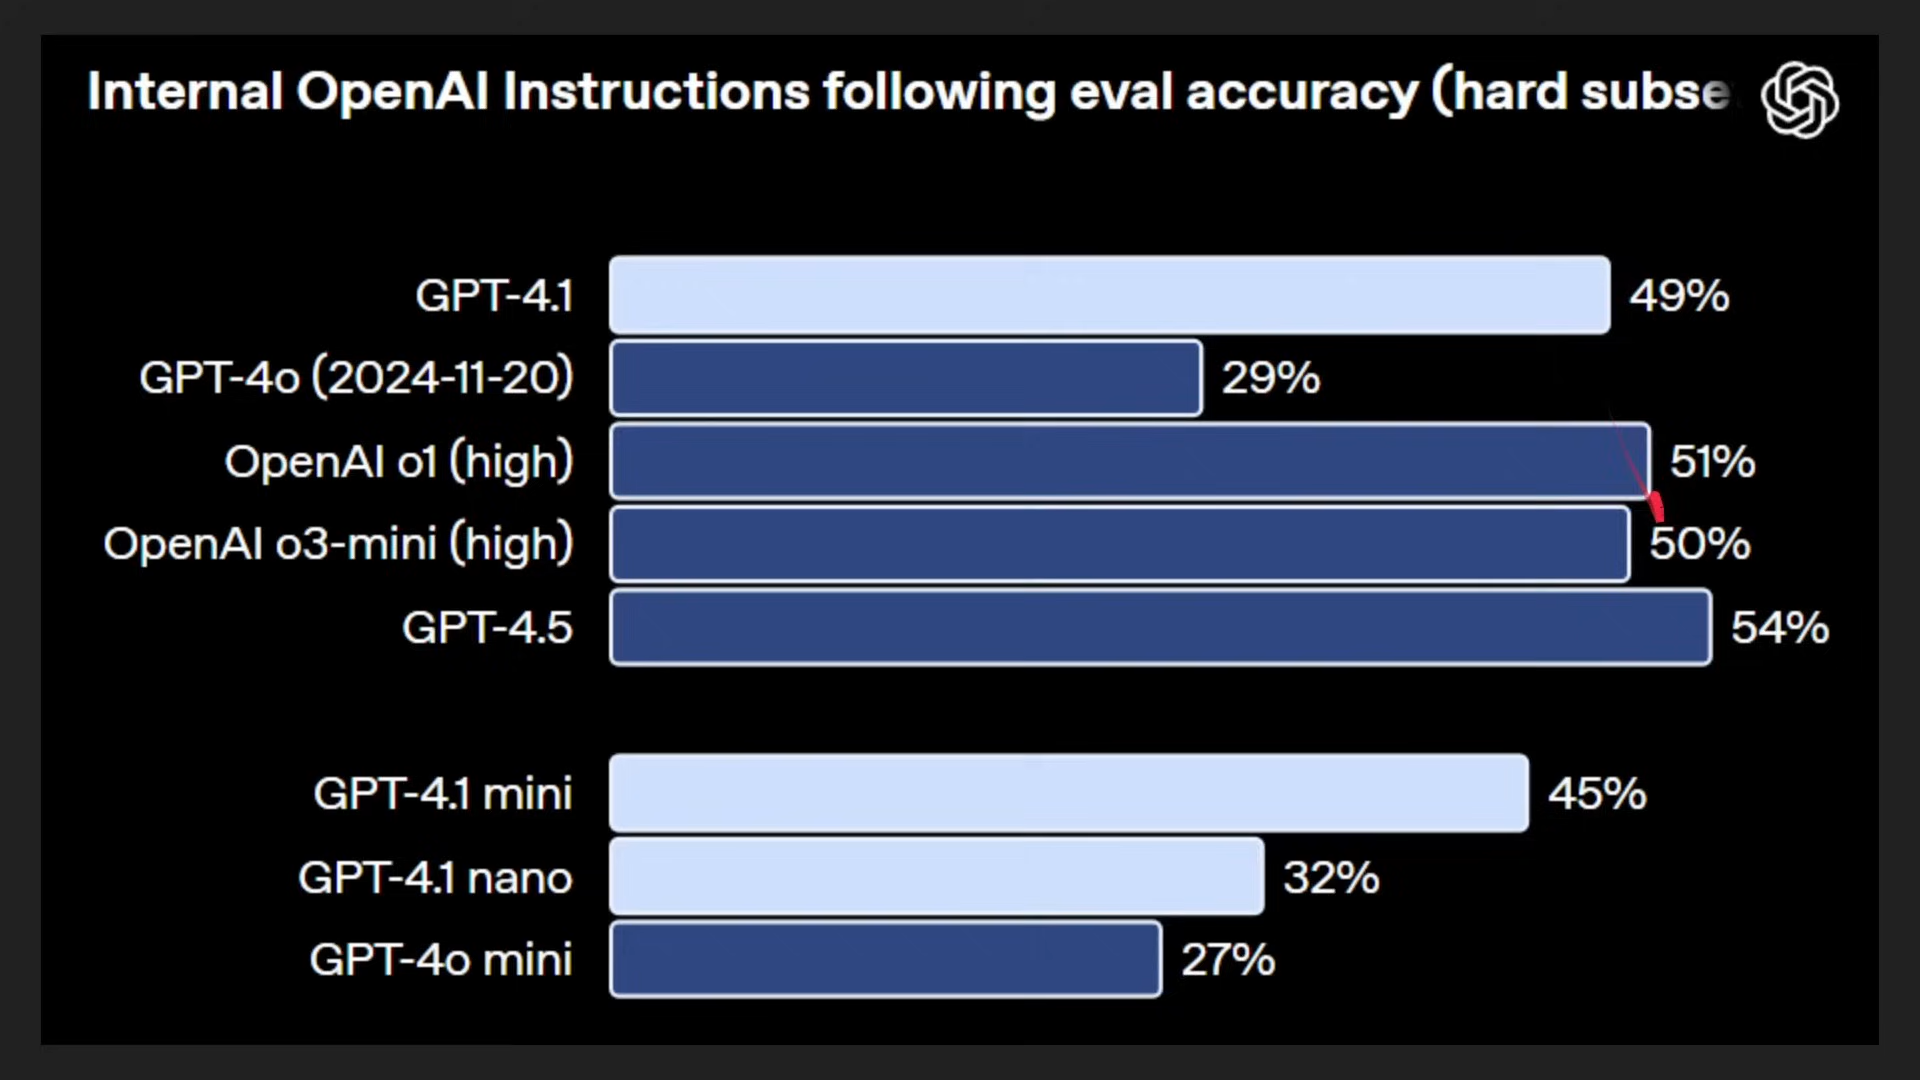 Internal OpenAI Instructions following eval accuracy (hard subse
GPT-4.1 49%
GPT-4o (2024-11-20) 29%
OpenAI o1 (high) 51%
OpenAI o3-mini (high) 50%
GPT-4.5 54%
GPT-4.1 mini 45%
GPT-4.1 nano 32%
GPT-4o mini 27%